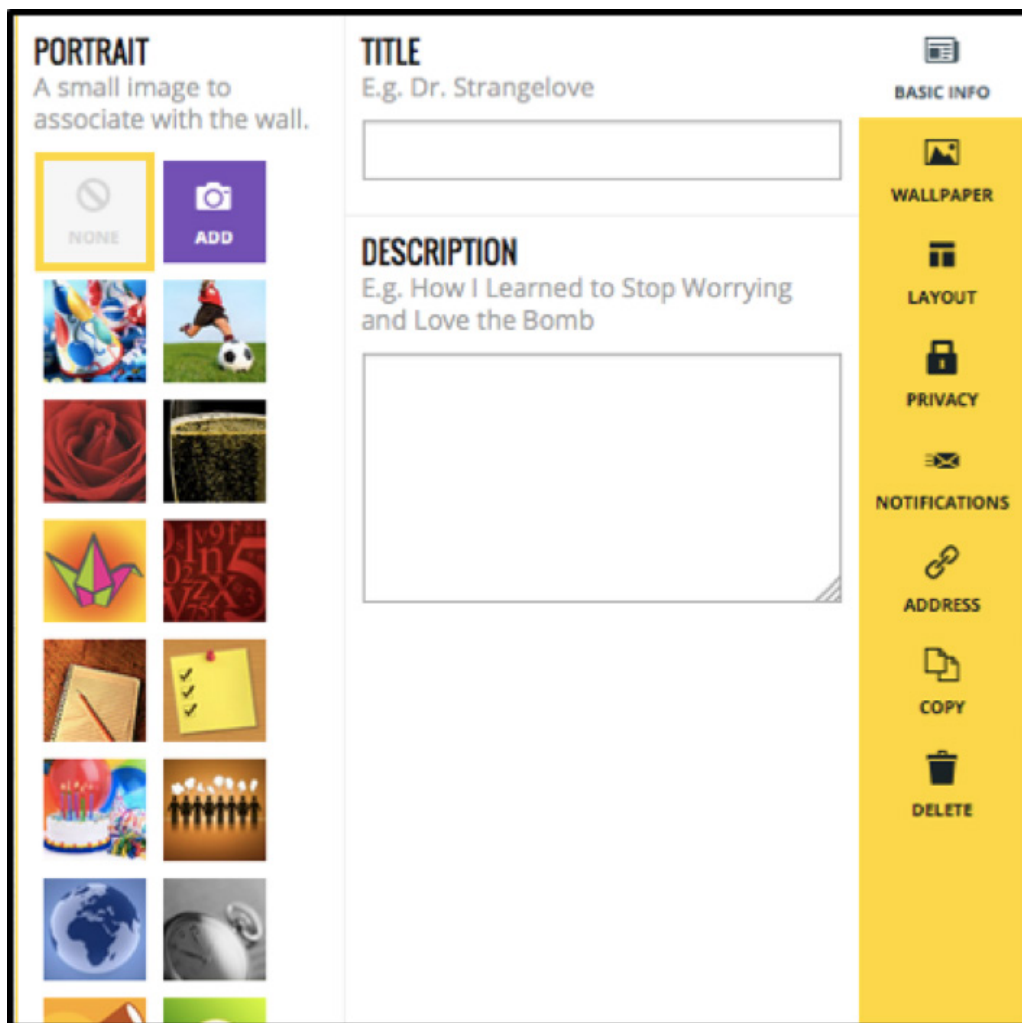 PORTRAIT
A small image to
associate with the wall.
NONE
ADD
TITLE
E.g. Dr. Strangelove
DESCRIPTION
E.g. How I Learned to Stop Worrying
and Love the Bomb
BASIC INFO
WALLPAPER
LAYOUT
PRIVACY
NOTIFICATIONS
ADDRESS
COPY
DELETE